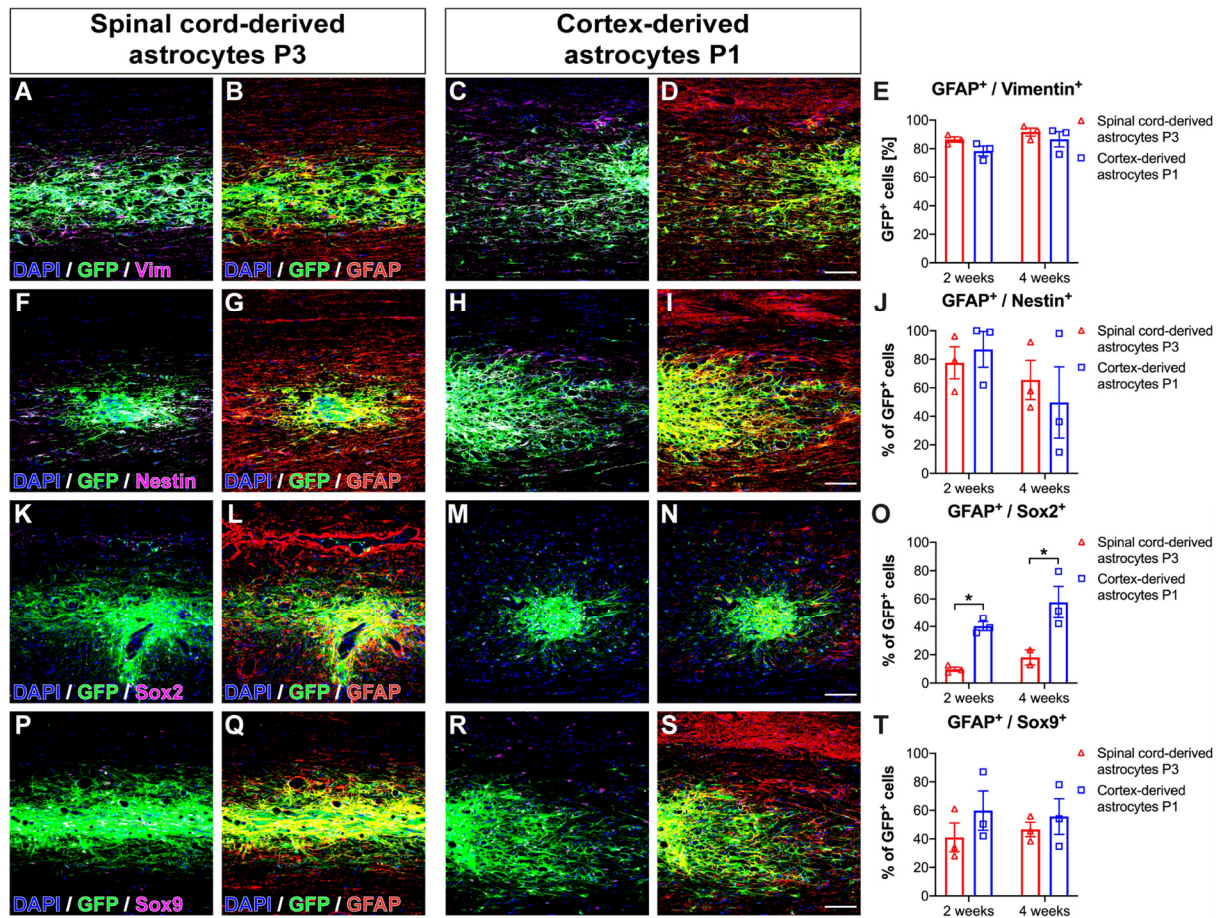 Spinal cord-derived
astrocytes P3
Cortex-derived
astrocytes P1
A
B
C
D
DAPI / GFP / Vim
DAPI / GFP / GFAP
E
GFAP+ / Vimentin+
GFP+ cells [%]
100
80
60
40
20
0
2 weeks
4 weeks
Spinal cord-derived
astrocytes P3
Cortex-derived
astrocytes P1
F
G
H
I
DAPI / GFP / Nestin
DAPI / GFP / GFAP
J
GFAP+ / Nestin+
% of GFP+ cells
100
80
60
40
20
0
2 weeks
4 weeks
Spinal cord-derived
astrocytes P3
Cortex-derived
astrocytes P1
K
L
M
N
DAPI / GFP / Sox2
DAPI / GFP / GFAP
O
GFAP+ / Sox2+
% of GFP+ cells
100
80
60
40
20
0
*
*
2 weeks
4 weeks
Spinal cord-derived
astrocytes P3
Cortex-derived
astrocytes P1
P
Q
R
S
DAPI / GFP / Sox9
DAPI / GFP / GFAP
T
GFAP+ / Sox9+
% of GFP+ cells
100
80
60
40
20
0
2 weeks
4 weeks
Spinal cord-derived
astrocytes P3
Cortex-derived
astrocytes P1